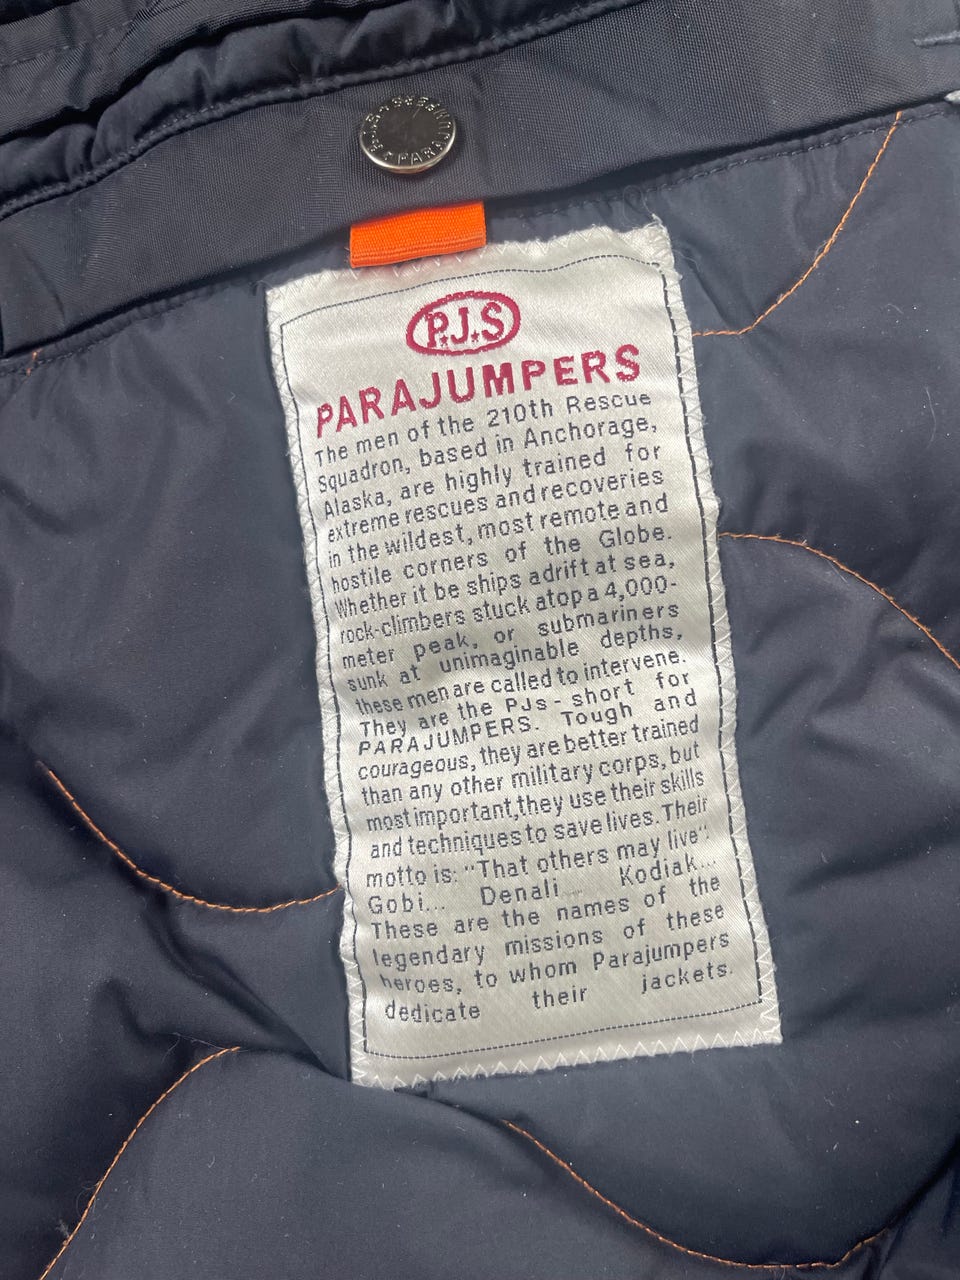 P.J.S - PARAJUMPERS
P.J.S
PARAJUMPERS
The men of the 210th Rescue
Squadron, based in Anchorage,
Alaska, are highly trained for
extreme rescues and recoveries
in the wildest, most remote and
hostile corners of the Globe.
Whether it be ships adrift at sea,
rock-climbers stuck atop a 4,000-
meter peak, or submariners
sunk at unimaginable depths,
these men are called to intervene.
They are the PJs - short for
PARAJUMPERS. Tough and
courageous, they are better trained
than any other military corps, but
most important, they use their skills
and techniques to save lives. Their
motto is: "That others may live".
Gobi... Denali... Kodiak...
These are the names of the
legendary missions of these
heroes, to whom Parajumpers
dedicate their jackets.